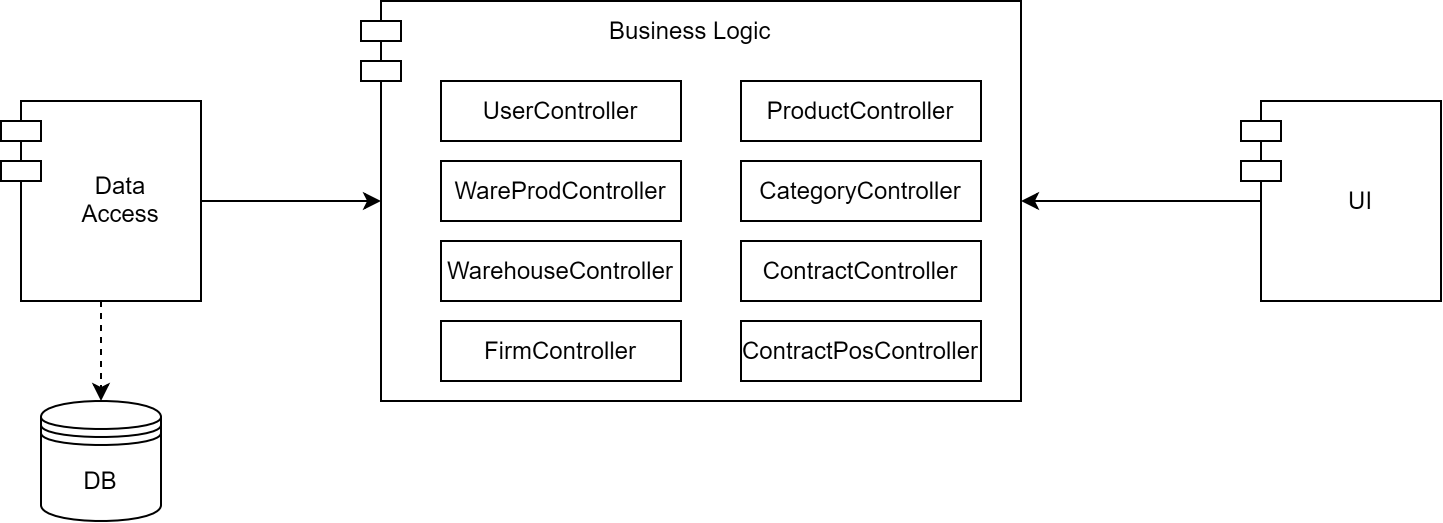 Business Logic
UserController
ProductController
WareProdController
CategoryController
WarehouseController
ContractController
FirmController
ContractPosController
Data
Access
UI
DB